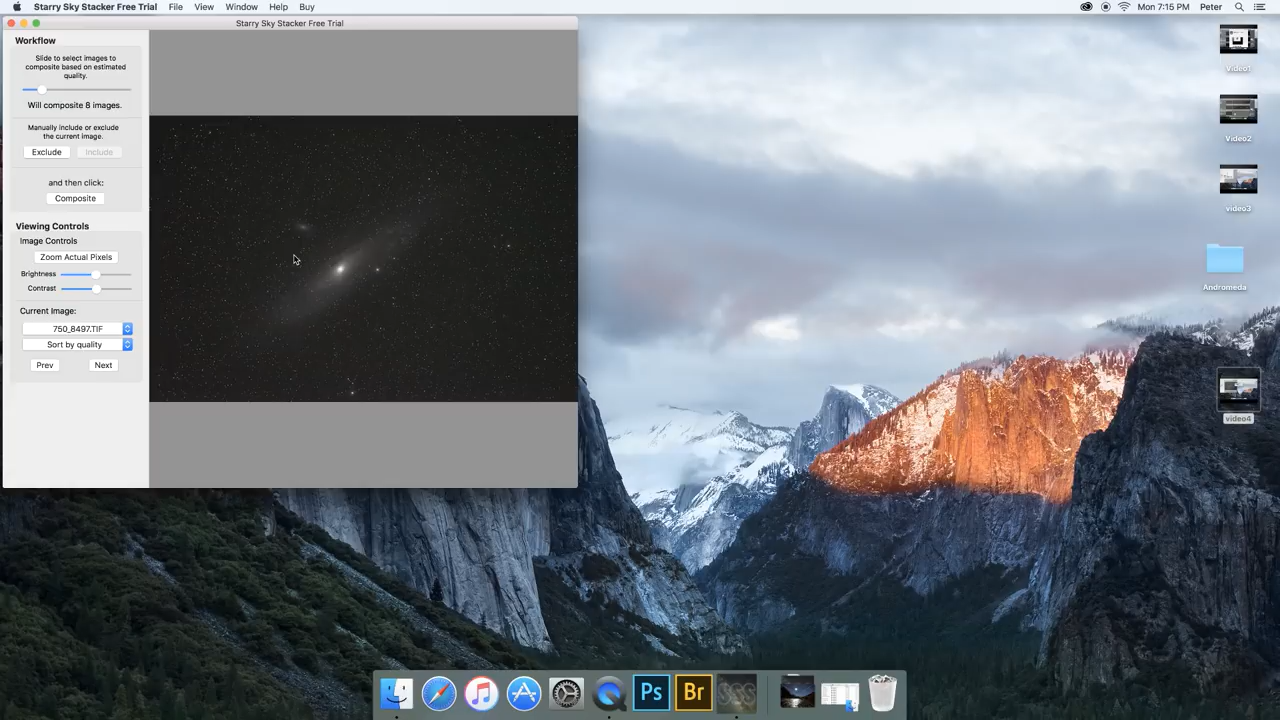 Starry Sky Stacker Free Trial File View Window Help Buy Mon 7:15 PM Peter
Starry Sky Stacker Free Trial
Workflow
Slide to select images to
composite based on estimated
quality.
Will composite 8 images.
Manually include or exclude
the current image.
Exclude Include
and then click:
Composite
Viewing Controls
Image Controls
Zoom Actual Pixels
Brightness
Contrast
Current Image:
750_8497.TIF
Sort by quality
Prev Next
Video1
Video2
video3
Andromeda
video4
Ps Br